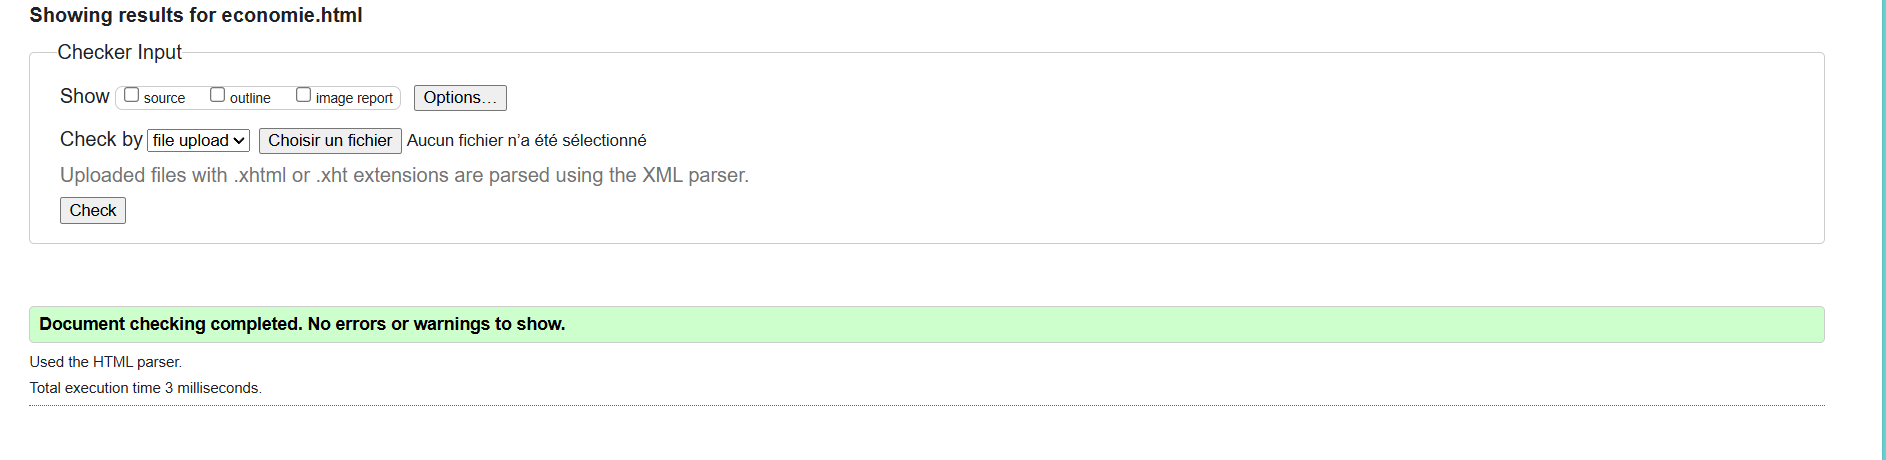 Showing results for economie.html
Checker Input
Show source outline image report Options...
Check by file upload Choisir un fichier Aucun fichier n'a été sélectionné
Uploaded files with .xhtml or .xht extensions are parsed using the XML parser.
Check
Document checking completed. No errors or warnings to show.
Used the HTML parser.
Total execution time 3 milliseconds.